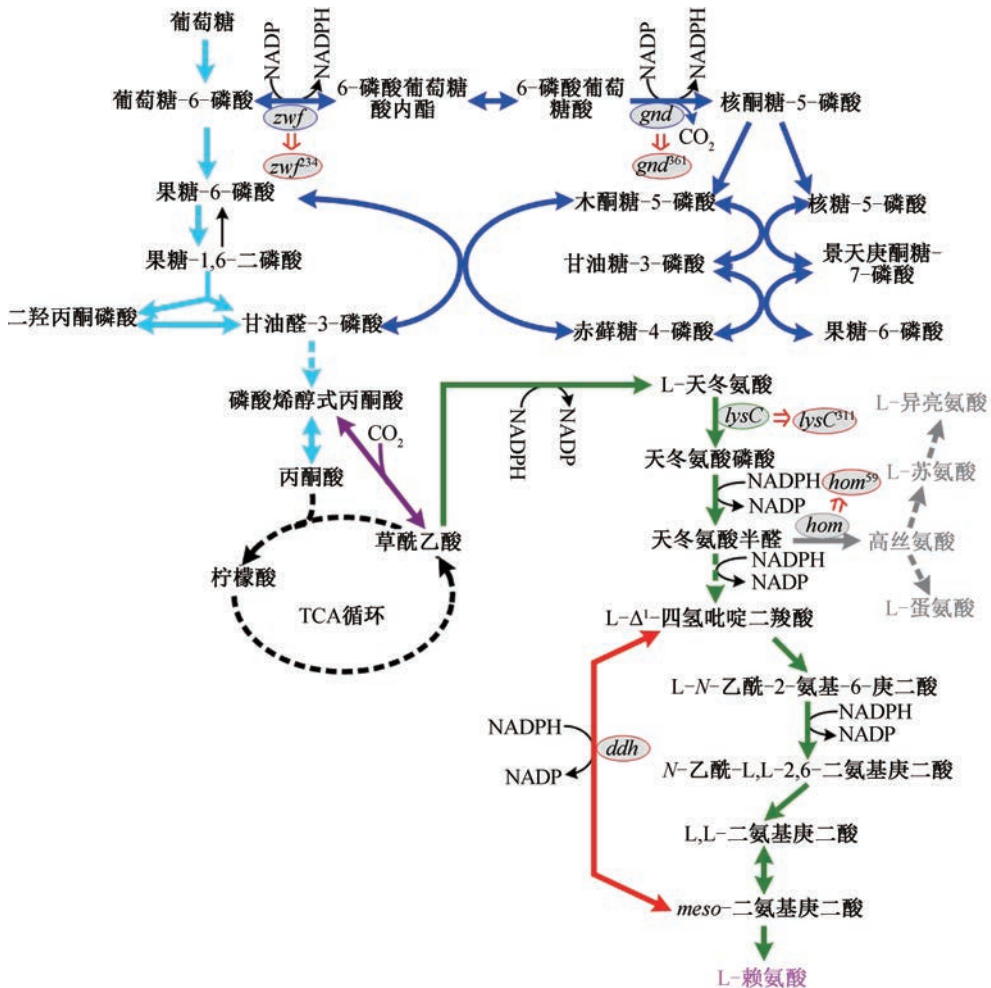 葡萄糖
NADP
NADPH
NADP
NADPH
葡萄糖-6-磷酸
zwf
6-磷酸葡萄糖
酸内酯
6-磷酸葡萄
糖酸
gnd
CO₂
核酮糖-5-磷酸
zwf²³⁴
gnd³⁶¹
果糖-6-磷酸
木酮糖-5-磷酸
核糖-5-磷酸
果糖-1,6-二磷酸
甘油糖-3-磷酸
景天庚酮糖-
7-磷酸
二羟丙酮磷酸
甘油醛-3-磷酸
赤藓糖-4-磷酸
果糖-6-磷酸
磷酸烯醇式丙酮酸
CO₂
丙酮酸
草酰乙酸
柠檬酸
TCA循环
NADPH
NADP
L-天冬氨酸
lysC
lysC³¹¹
天冬氨酸磷酸
NADPH
NADP
hom⁵⁹
hom
天冬氨酸半醛
高丝氨酸
L-异亮氨酸
L-苏氨酸
L-蛋氨酸
NADPH
NADP
L-Δ¹-四氢吡啶二羧酸
L-N-乙酰-2-氨基-6-庚二酸
NADPH
NADP
NADPH
NADP
ddh
N-乙酰-L,L-2,6-二氨基庚二酸
L,L-二氨基庚二酸
meso-二氨基庚二酸
L-赖氨酸